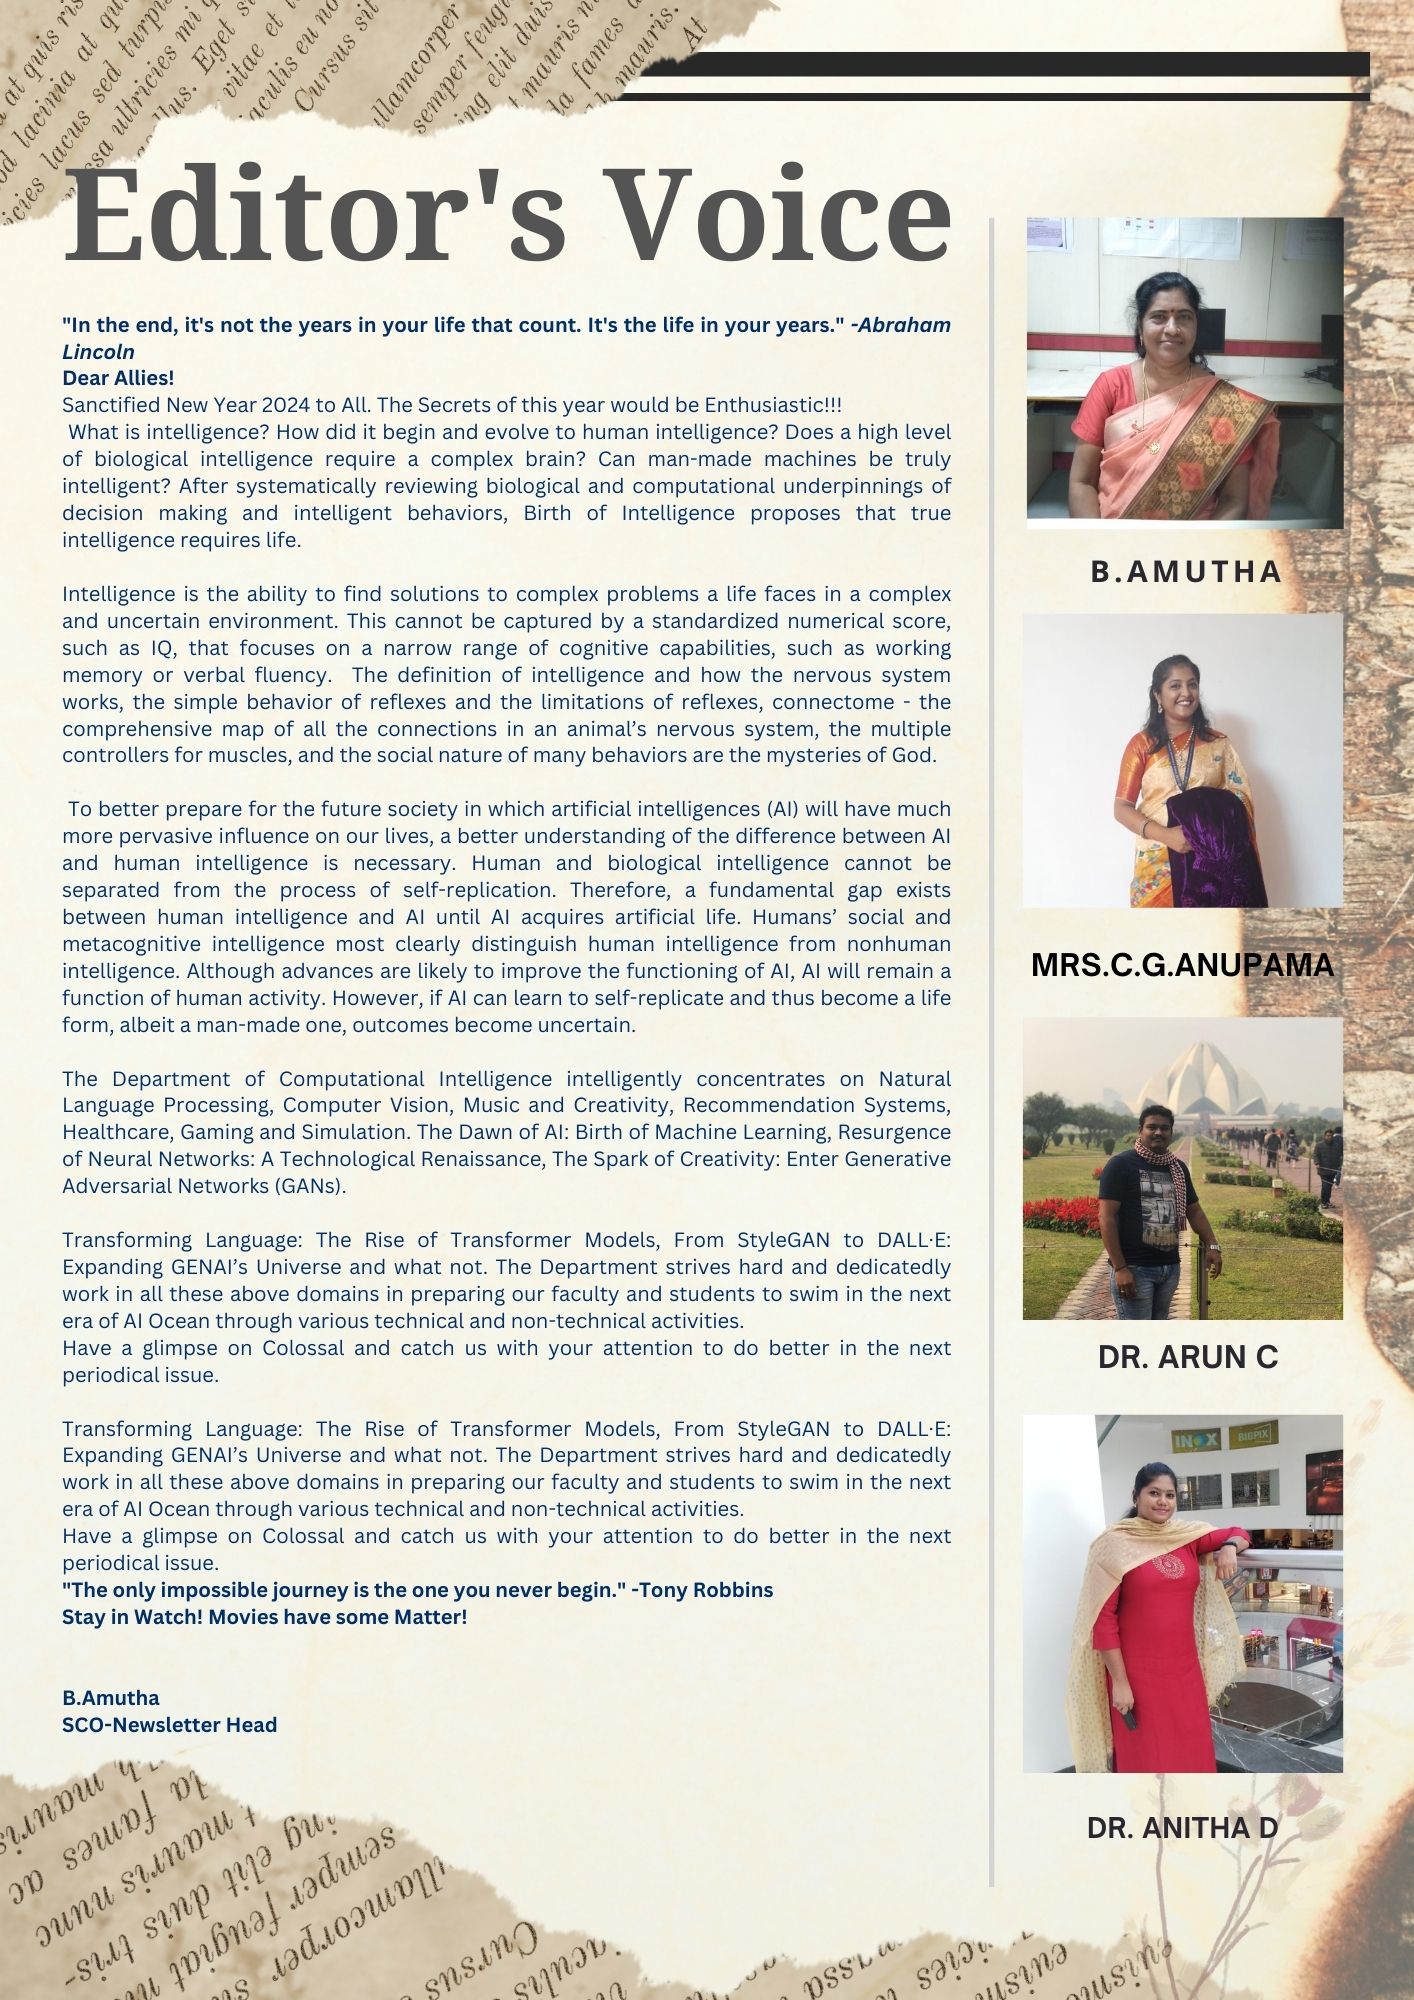 Editor's Voice
"In the end, it's not the years in your life that count. It's the life in your years." -Abraham
Lincoln
Dear Allies!
Sanctified New Year 2024 to All. The Secrets of this year would be Enthusiastic!!!
What is intelligence? How did it begin and evolve to human intelligence? Does a high level
of biological intelligence require a complex brain? Can man-made machines be truly
intelligent? After systematically reviewing biological and computational underpinnings of
decision making and intelligent behaviors, Birth of Intelligence proposes that true
intelligence requires life.
Intelligence is the ability to find solutions to complex problems a life faces in a complex
and uncertain environment. This cannot be captured by a standardized numerical score,
such as IQ, that focuses on a narrow range of cognitive capabilities, such as working
memory or verbal fluency. The definition of intelligence and how the nervous system
works, the simple behavior of reflexes and the limitations of reflexes, connectome - the
comprehensive map of all the connections in an animal’s nervous system, the multiple
controllers for muscles, and the social nature of many behaviors are the mysteries of God.
To better prepare for the future society in which artificial intelligences (AI) will have much
more pervasive influence on our lives, a better understanding of the difference between AI
and human intelligence is necessary. Human and biological intelligence cannot be
separated from the process of self-replication. Therefore, a fundamental gap exists
between human intelligence and AI until AI acquires artificial life. Humans’ social and
metacognitive intelligence most clearly distinguish human intelligence from nonhuman
intelligence. Although advances are likely to improve the functioning of AI, AI will remain a
function of human activity. However, if AI can learn to self-replicate and thus become a life
form, albeit a man-made one, outcomes become uncertain.
The Department of Computational Intelligence intelligently concentrates on Natural
Language Processing, Computer Vision, Music and Creativity, Recommendation Systems,
Healthcare, Gaming and Simulation. The Dawn of AI: Birth of Machine Learning, Resurgence
of Neural Networks: A Technological Renaissance, The Spark of Creativity: Enter Generative
Adversarial Networks (GANs).
Transforming Language: The Rise of Transformer Models, From StyleGAN to DALL·E:
Expanding GENAI’s Universe and what not. The Department strives hard and dedicatedly
work in all these above domains in preparing our faculty and students to swim in the next
era of AI Ocean through various technical and non-technical activities.
Have a glimpse on Colossal and catch us with your attention to do better in the next
periodical issue.
Transforming Language: The Rise of Transformer Models, From StyleGAN to DALL·E:
Expanding GENAI’s Universe and what not. The Department strives hard and dedicatedly
work in all these above domains in preparing our faculty and students to swim in the next
era of AI Ocean through various technical and non-technical activities.
Have a glimpse on Colossal and catch us with your attention to do better in the next
periodical issue.
"The only impossible journey is the one you never begin." -Tony Robbins
Stay in Watch! Movies have some Matter!
B.Amutha
SCO-Newsletter Head
B.AMUTHA
MRS.C.G.ANUPAMA
DR. ARUN C
INOX BIGPIX
DR. ANITHA D